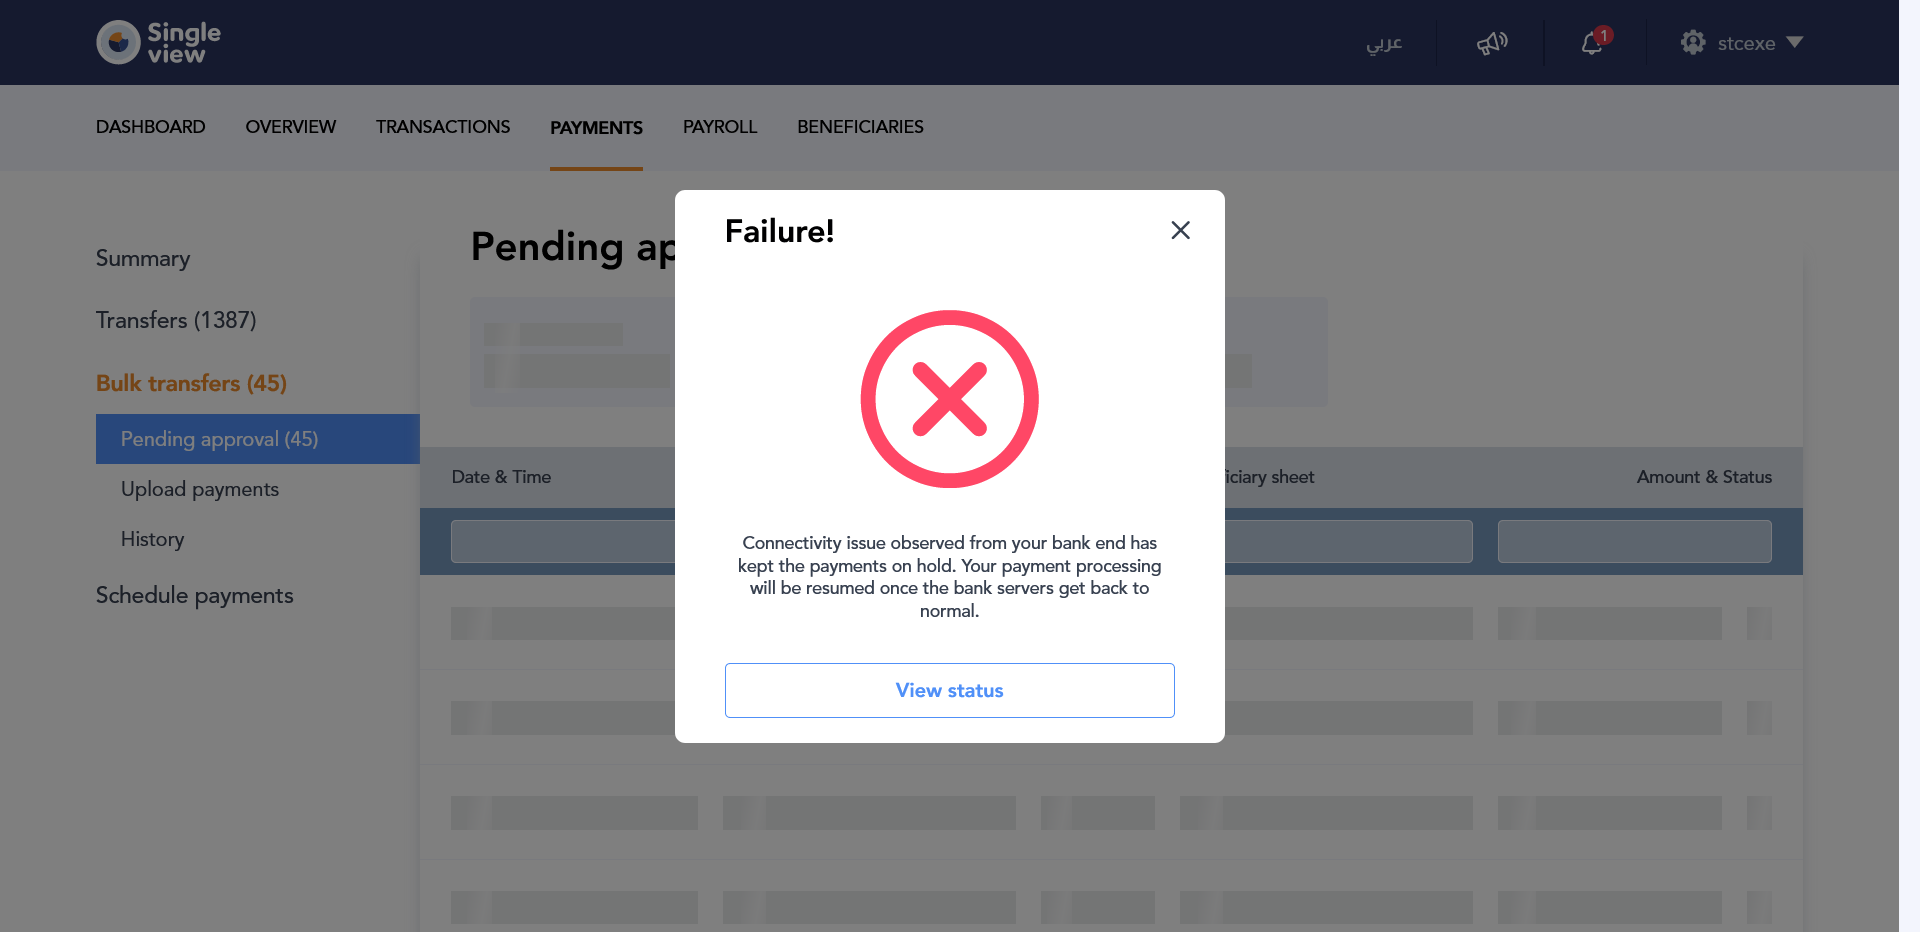 Single
view
عربي
1
stcexe
DASHBOARD
OVERVIEW
TRANSACTIONS
PAYMENTS
PAYROLL
BENEFICIARIES
Summary
Transfers (1387)
Bulk transfers (45)
Pending approval (45)
Upload payments
History
Schedule payments
Pending ap
Date & Time
iciary sheet
Amount & Status
Failure!
Connectivity issue observed from your bank end has
kept the payments on hold. Your payment processing
will be resumed once the bank servers get back to
normal.
View status